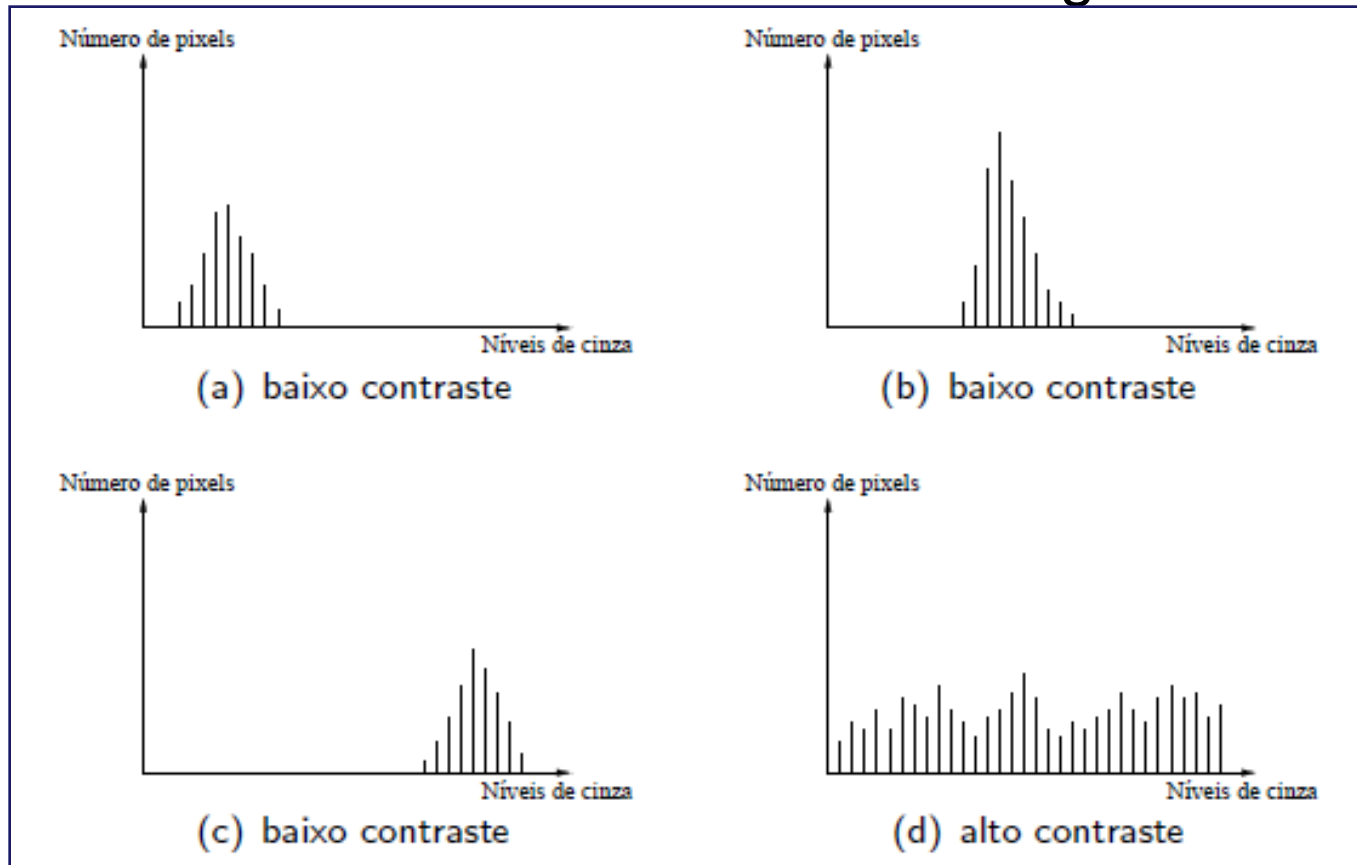 Número de pixels
Número de pixels
Níveis de cinza
Níveis de cinza
(a) baixo contraste
(b) baixo contraste
Número de pixels
Número de pixels
Níveis de cinza
Níveis de cinza
(c) baixo contraste
(d) alto contraste